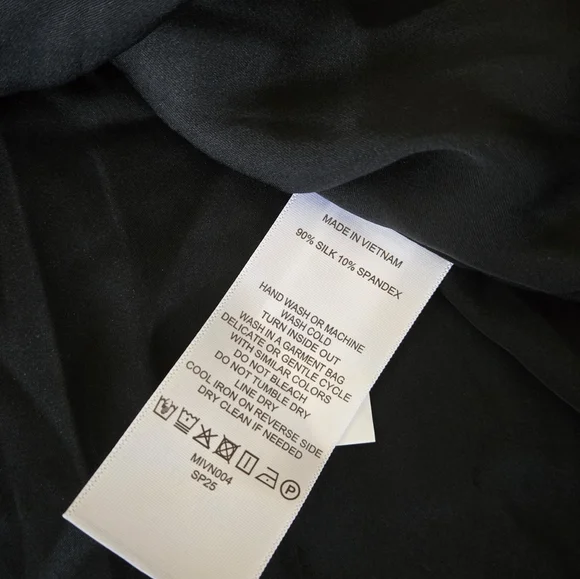 MADE IN VIETNAM
90% SILK 10% SPANDEX
HAND WASH OR MACHINE
WASH COLD
TURN INSIDE OUT
WASH IN A GARMENT BAG
DELICATE OR GENTLE CYCLE
WITH SIMILAR COLORS
DO NOT BLEACH
DO NOT TUMBLE DRY
LINE DRY
COOL IRON ON REVERSE SIDE
DRY CLEAN IF NEEDED
P
MIVN004
SP25